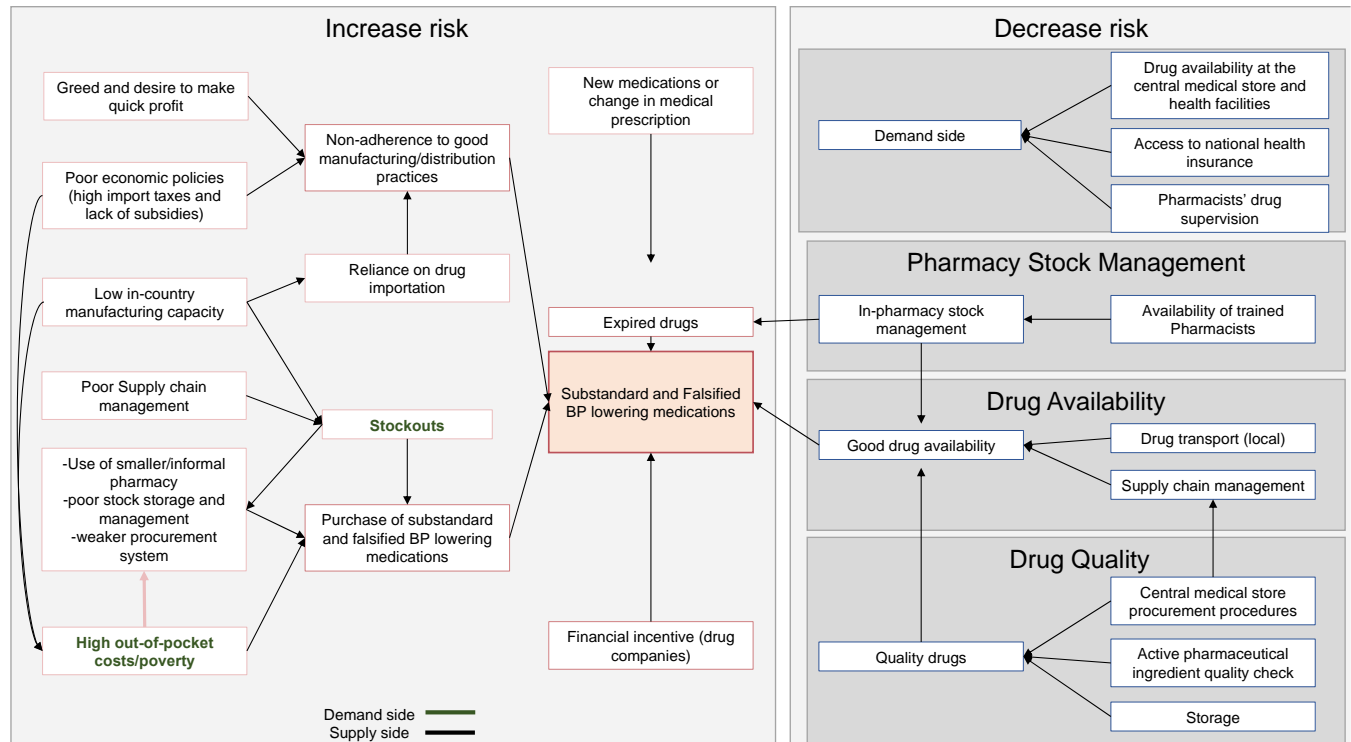 Increase risk
Greed and desire to make
quick profit
Poor economic policies
(high import taxes and
lack of subsidies)
Low in-country
manufacturing capacity
Poor Supply chain
management
-Use of smaller/informal
pharmacy
-poor stock storage and
management
-weaker procurement
system
High out-of-pocket
costs/poverty
Non-adherence to good
manufacturing/distribution
practices
Reliance on drug
importation
Stockouts
Purchase of substandard
and falsified BP lowering
medications
New medications or
change in medical
prescription
Expired drugs
Substandard and Falsified
BP lowering medications
Financial incentive (drug
companies)
Demand side
Supply side
Decrease risk
Demand side
Drug availability at the
central medical store and
health facilities
Access to national health
insurance
Pharmacists' drug
supervision
Pharmacy Stock Management
In-pharmacy stock
management
Availability of trained
Pharmacists
Drug Availability
Good drug availability
Drug transport (local)
Supply chain management
Drug Quality
Quality drugs
Central medical store
procurement procedures
Active pharmaceutical
ingredient quality check
Storage